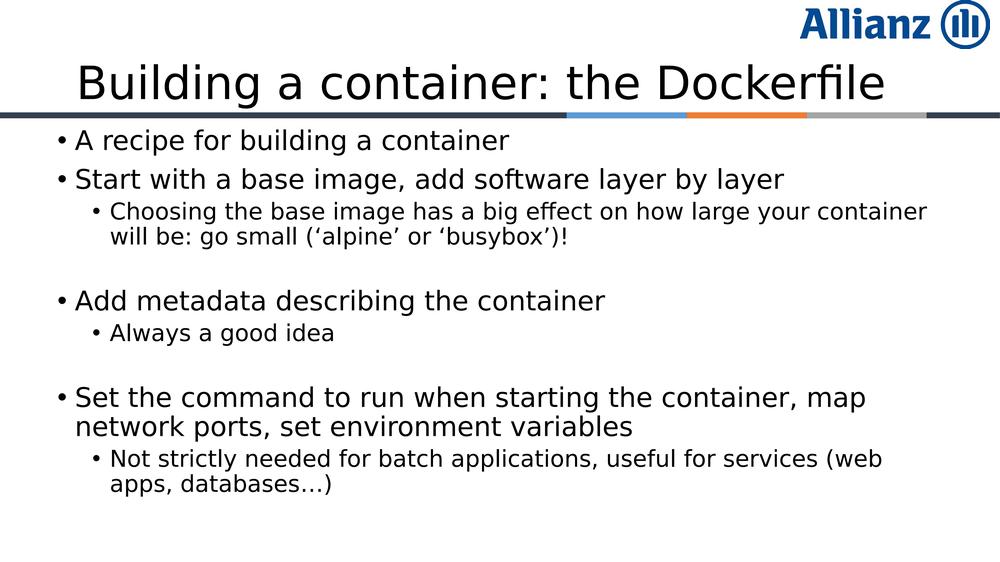 Allianz
Building a container: the Dockerfile
• A recipe for building a container
• Start with a base image, add software layer by layer
• Choosing the base image has a big effect on how large your container
will be: go small (‘alpine’ or ‘busybox’)!
• Add metadata describing the container
• Always a good idea
• Set the command to run when starting the container, map
network ports, set environment variables
• Not strictly needed for batch applications, useful for services (web
apps, databases…)